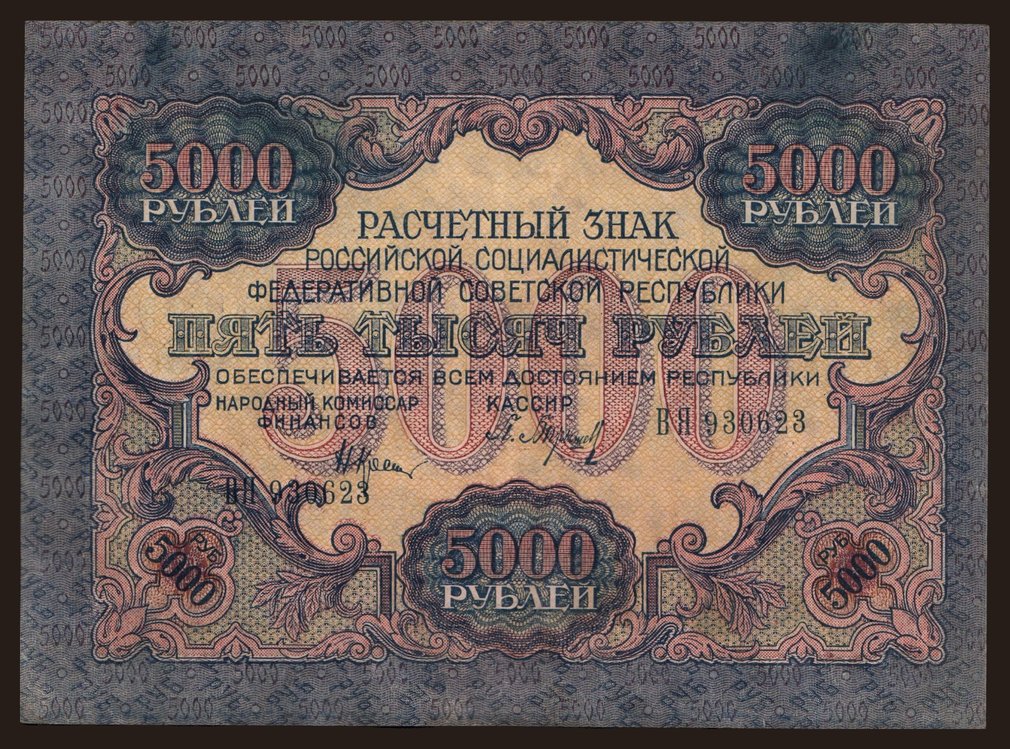 5000
РУБЛЕЙ
5000
РУБЛЕЙ
РАСЧЕТНЫЙ ЗНАК
РОССИЙСКОЙ СОЦИАЛИСТИЧЕСКОЙ
ФЕДЕРАТИВНОЙ СОВЕТСКОЙ РЕСПУБЛИКИ
5000
ПЯТЬ ТЫСЯЧ РУБЛЕЙ
ОБЕСПЕЧИВАЕТСЯ ВСЕМ ДОСТОЯНИЕМ РЕСПУБЛИКИ
НАРОДНЫЙ КОМИССАР
ФИНАНСОВ
КАССИР
ВЯ 930623
ВЯ 930623
5000
РУБ
5000
РУБЛЕЙ
5000
РУБ